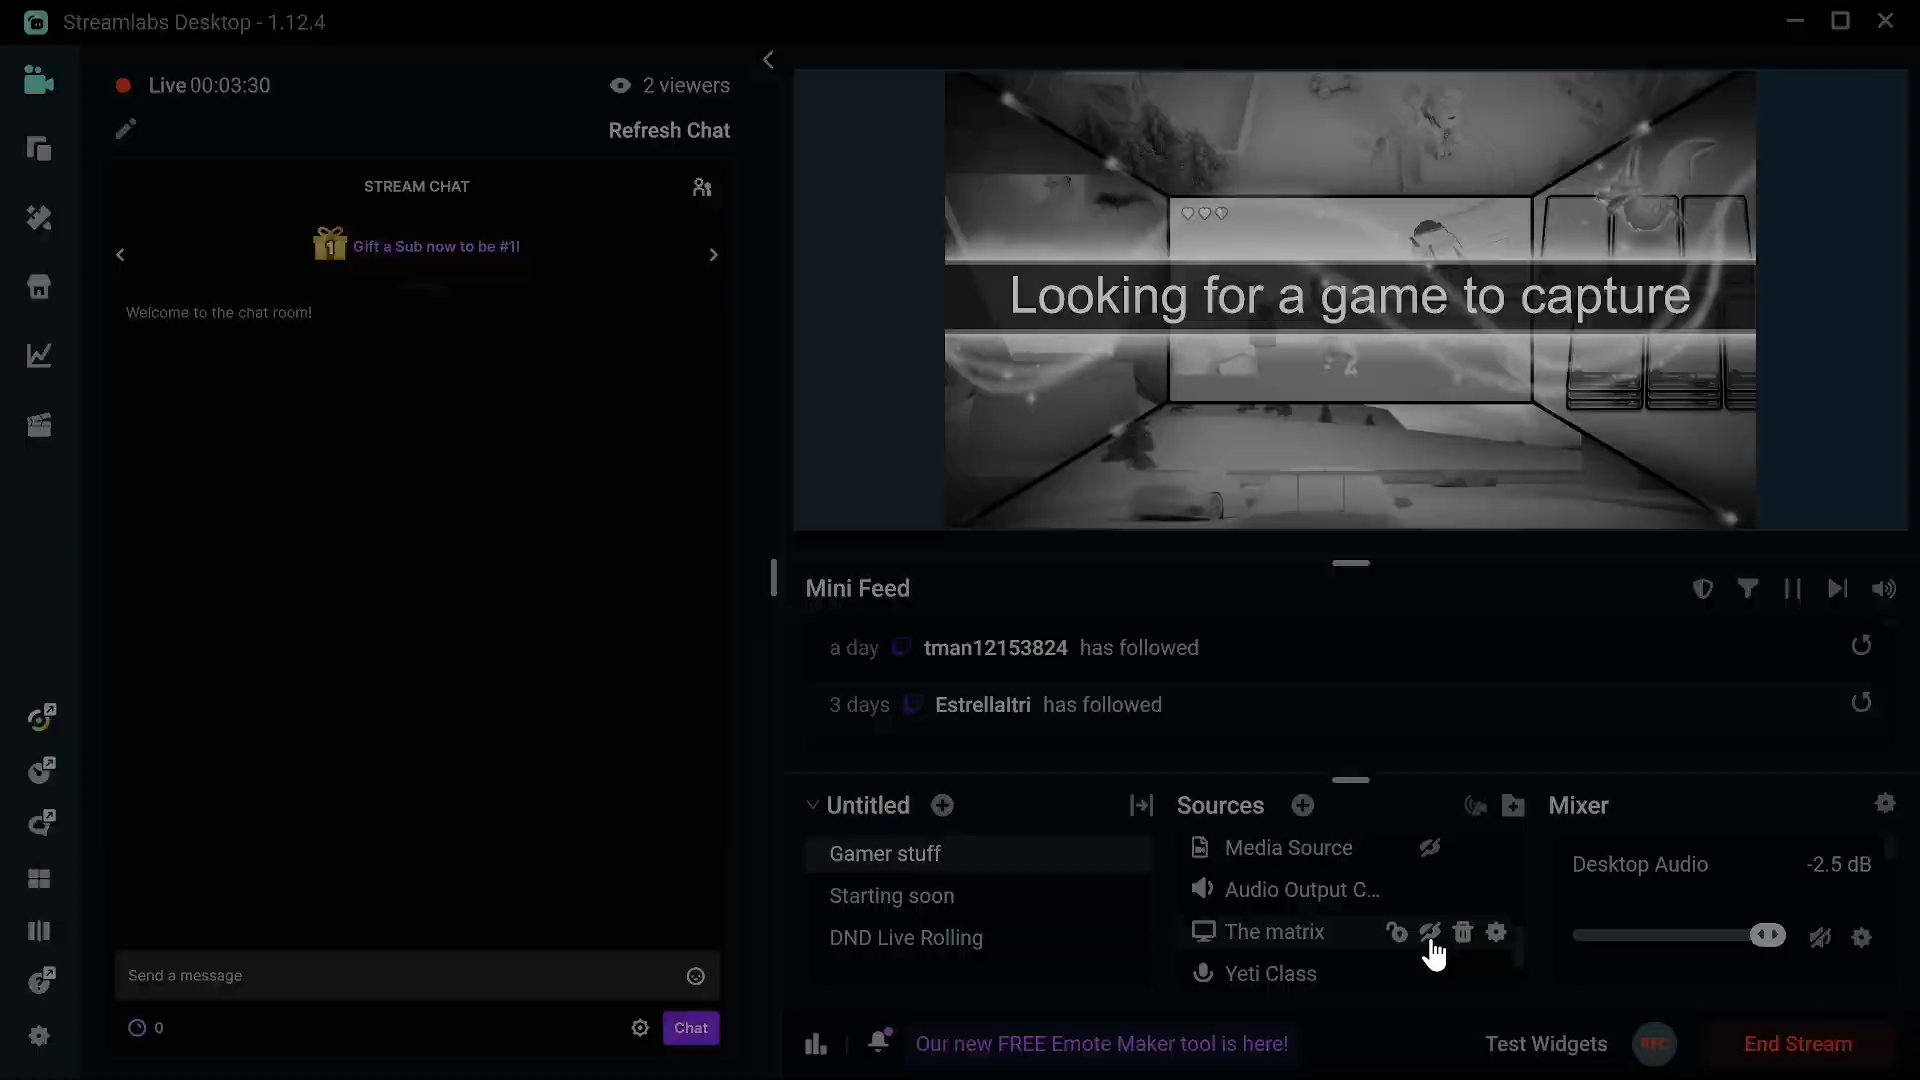 Streamlabs Desktop - 1.12.4
Live 00:03:30
2 viewers
Refresh Chat
STREAM CHAT
1
Gift a Sub now to be #1!
Welcome to the chat room!
Send a message
0
Chat
Looking for a game to capture
Mini Feed
a day tman12153824 has followed
3 days Estrellaltri has followed
Untitled
Gamer stuff
Starting soon
DND Live Rolling
Sources
Media Source
Audio Output C...
The matrix
Yeti Class
Mixer
Desktop Audio -2.5 dB
Our new FREE Emote Maker tool is here!
Test Widgets
REC
End Stream